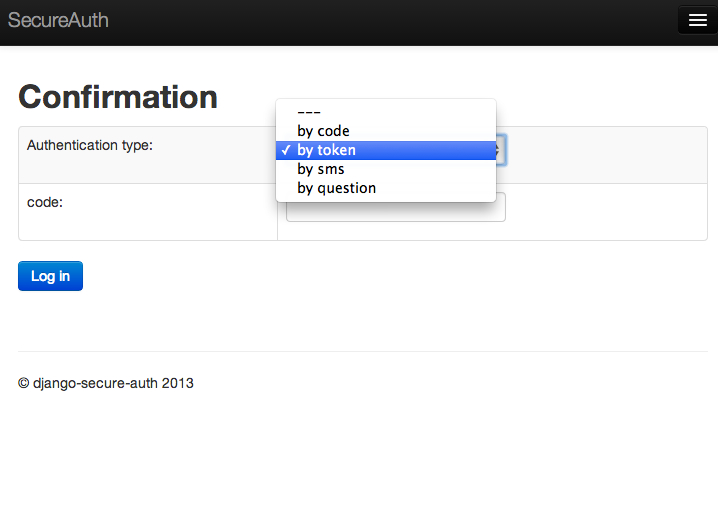 SecureAuth
Confirmation
Authentication type:
---
by code
✓ by token
by sms
by question
code:
Log in
© django-secure-auth 2013